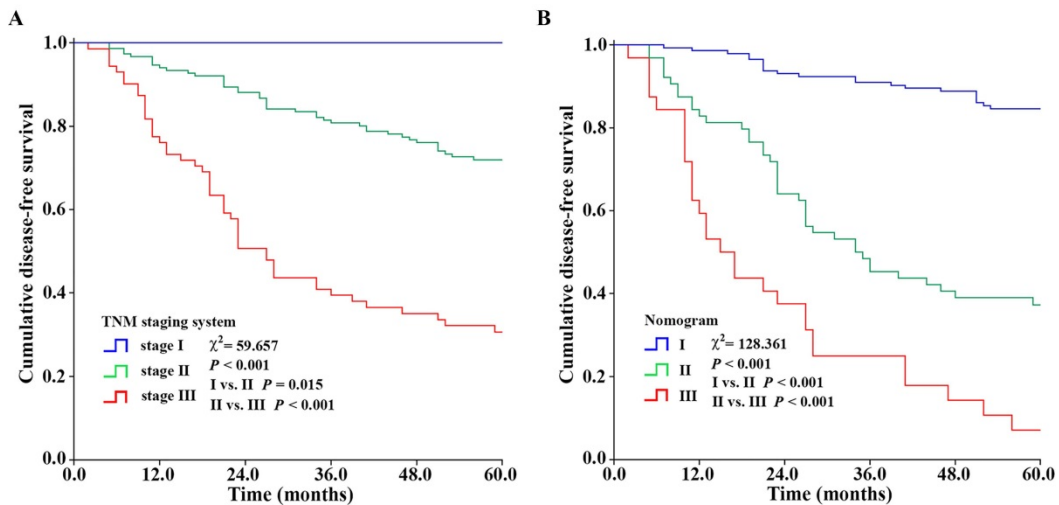 A
Cumulative disease-free survival
1.0
0.8
0.6
0.4
0.2
0.0
TNM staging system
stage I χ²= 59.657
stage II P < 0.001
I vs. II P = 0.015
stage III
II vs. III P < 0.001
0.0 12.0 24.0 36.0 48.0 60.0
Time (months)
B
Cumulative disease-free survival
1.0
0.8
0.6
0.4
0.2
0.0
Nomogram
I χ²= 128.361
P < 0.001
II
I vs. II P < 0.001
III II vs. III P < 0.001
0.0 12.0 24.0 36.0 48.0 60.0
Time (months)